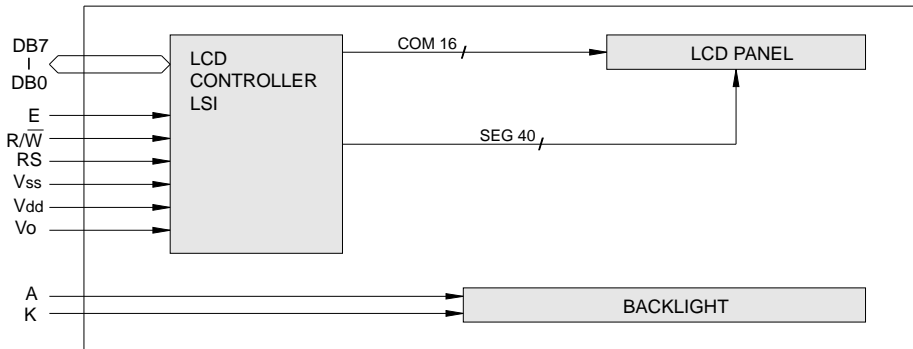 DB7
DB0
LCD
CONTROLLER
LSI
COM 16
LCD PANEL
E
R/W̅
RS
SEG 40
Vss
Vdd
Vo
A
K
BACKLIGHT